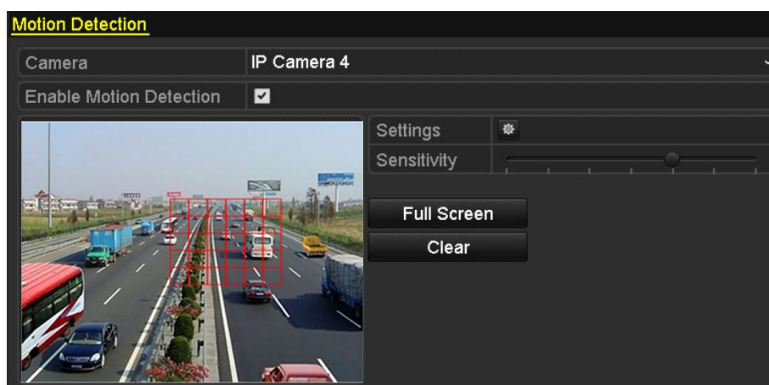 Motion Detection
Camera IP Camera 4
Enable Motion Detection
Settings
Sensitivity
Full Screen
Clear